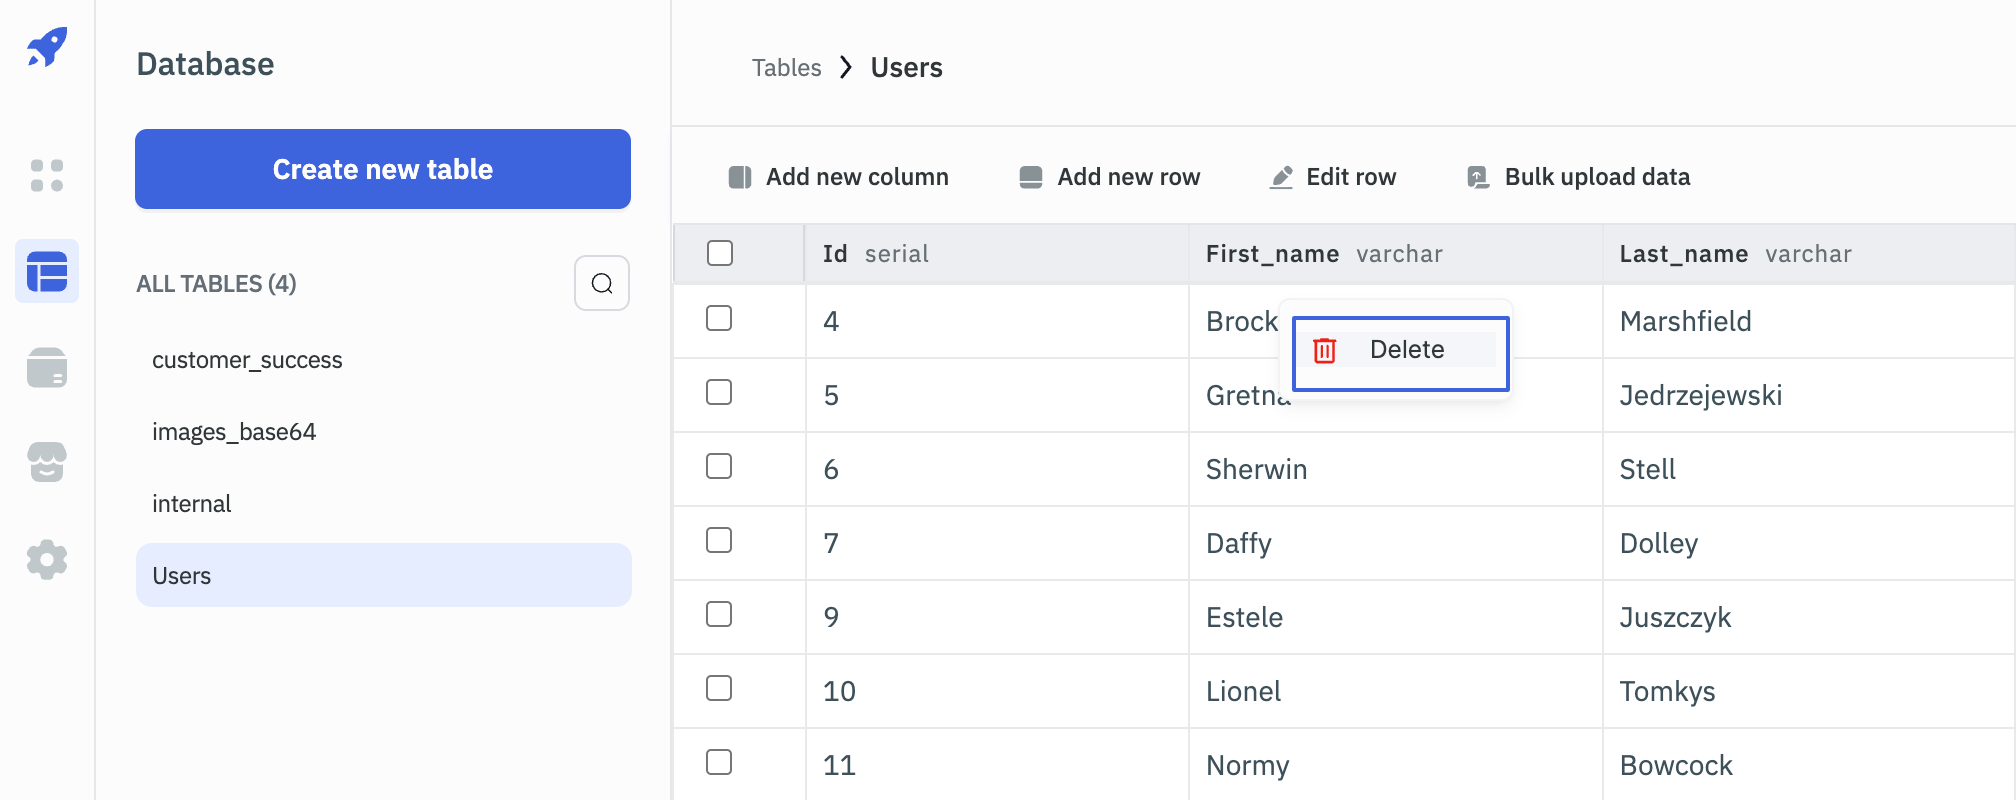 Database
Create new table
ALL TABLES (4)
customer_success
images_base64
internal
Users
Tables Users
Add new column Add new row Edit row Bulk upload data
Id serial First_name varchar Last_name varchar
4 Brock Marshfield
Delete
5 Gretna Jedrzejewski
6 Sherwin Stell
7 Daffy Dolley
9 Estele Juszczyk
10 Lionel Tomkys
11 Normy Bowcock